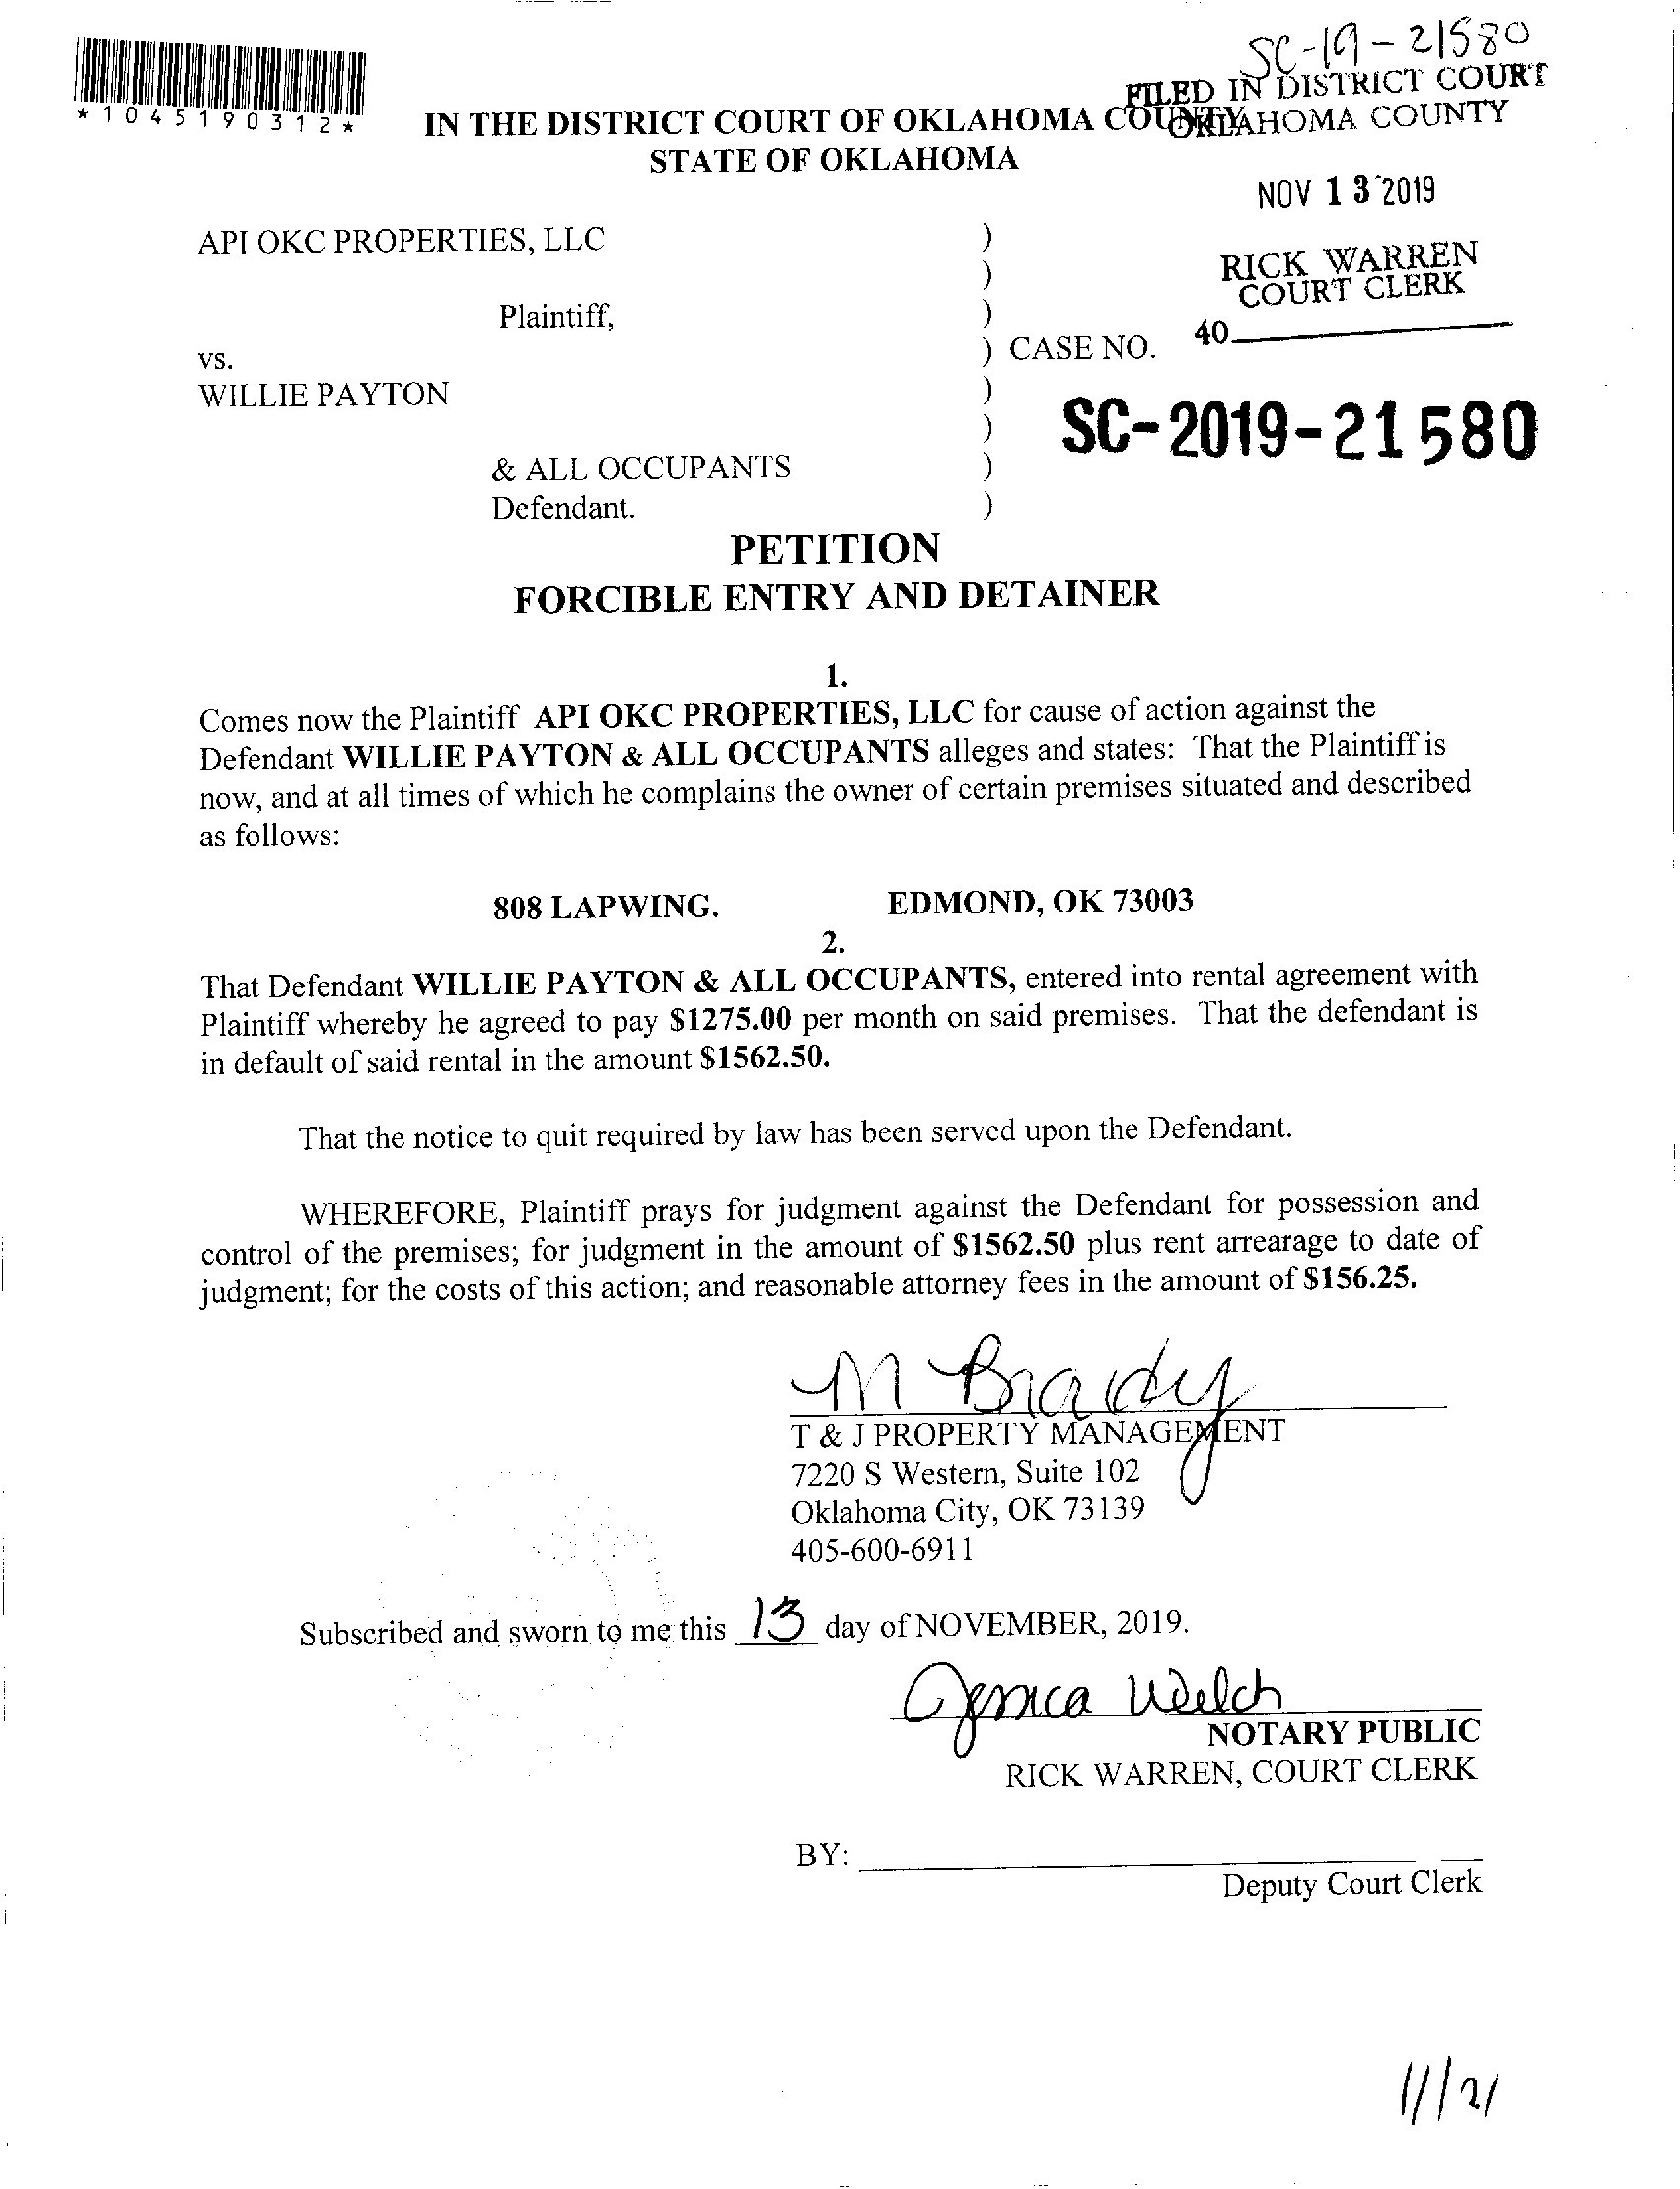 SC-19-21580
FILED IN DISTRICT COURT
OKLAHOMA COUNTY
*1045190312*
IN THE DISTRICT COURT OF OKLAHOMA COUNTY
STATE OF OKLAHOMA
NOV 13 2019
API OKC PROPERTIES, LLC )
)
RICK WARREN
COURT CLERK
Plaintiff, )
40
vs. ) CASE NO.
WILLIE PAYTON )
) SC-2019-21580
& ALL OCCUPANTS )
Defendant. )
PETITION
FORCIBLE ENTRY AND DETAINER
1.
Comes now the Plaintiff API OKC PROPERTIES, LLC for cause of action against the
Defendant WILLIE PAYTON & ALL OCCUPANTS alleges and states: That the Plaintiff is
now, and at all times of which he complains the owner of certain premises situated and described
as follows:
808 LAPWING. EDMOND, OK 73003
2.
That Defendant WILLIE PAYTON & ALL OCCUPANTS, entered into rental agreement with
Plaintiff whereby he agreed to pay $1275.00 per month on said premises. That the defendant is
in default of said rental in the amount $1562.50.
That the notice to quit required by law has been served upon the Defendant.
WHEREFORE, Plaintiff prays for judgment against the Defendant for possession and
control of the premises; for judgment in the amount of $1562.50 plus rent arrearage to date of
judgment; for the costs of this action; and reasonable attorney fees in the amount of $156.25.
M Brady
T & J PROPERTY MANAGEMENT
7220 S Western, Suite 102
Oklahoma City, OK 73139
405-600-6911
Subscribed and sworn to me this 13 day of NOVEMBER, 2019.
Welch
NOTARY PUBLIC
RICK WARREN, COURT CLERK
BY:
Deputy Court Clerk
11/21